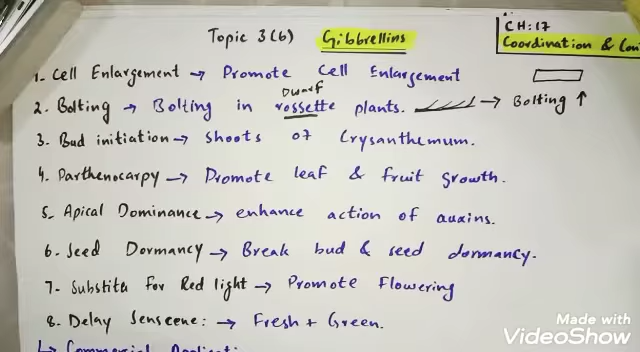 CH:17
Topic 3(b) Gibbrellins
Coordination &
1- Cell Enlargement → Promote Cell Enlargement
Dwarf
2. Bolting → Bolting in rossette plants. → Bolting ↑
3. Bud initiation → shoots of Crysanthemum.
4. Parthenocarpy → Promote leaf & fruit growth.
5. Apical Dominance → enhance action of auxins.
6. Seed Dormancy → Break bud & seed dormancy.
7- Substitu for Red light → Promote Flowering
8. Delay Senscene: → Fresh + Green.
↳ Commercial
Made with
VideoShow